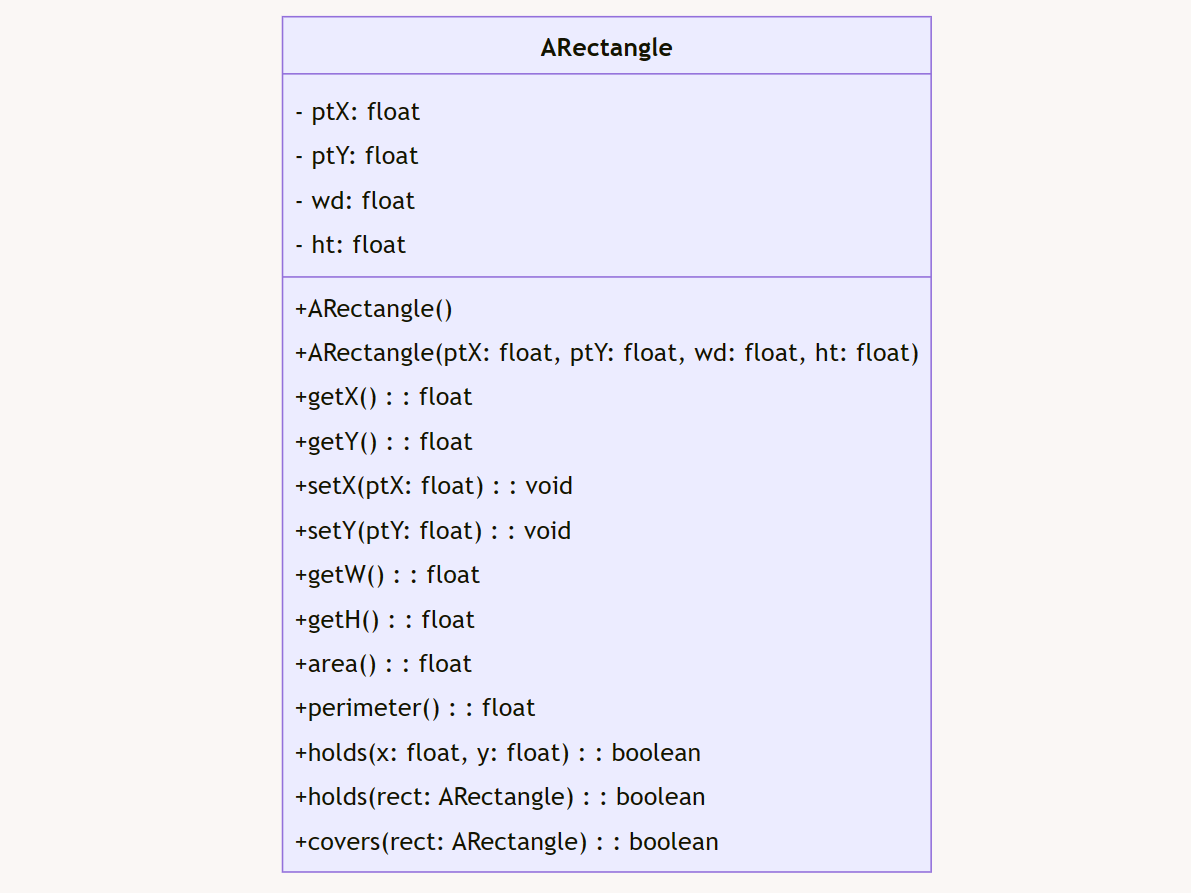 ARectangle
- ptX: float
- ptY: float
- wd: float
- ht: float
+ARectangle()
+ARectangle(ptX: float, ptY: float, wd: float, ht: float)
+getX() : : float
+getY() : : float
+setX(ptX: float) : : void
+setY(ptY: float) : : void
+getW() : : float
+getH() : : float
+area() : : float
+perimeter() : : float
+holds(x: float, y: float) : : boolean
+holds(rect: ARectangle) : : boolean
+covers(rect: ARectangle) : : boolean